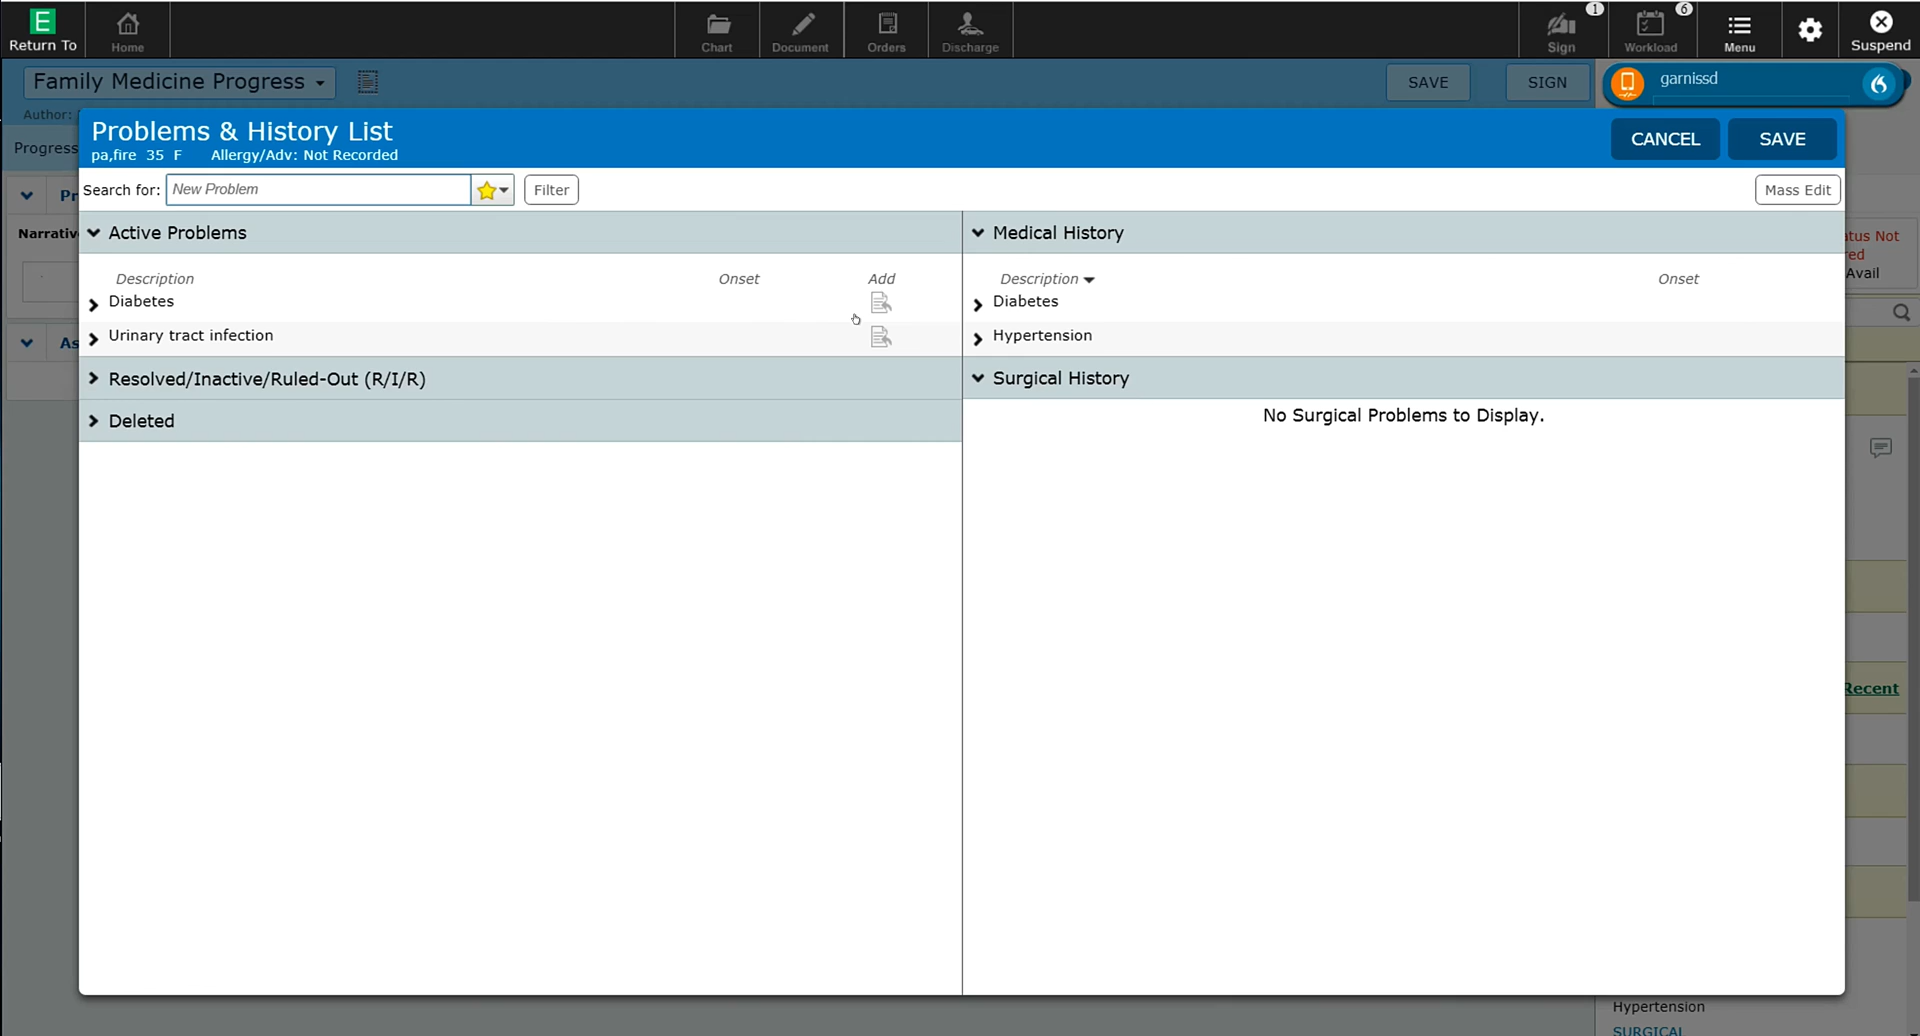 E
Return To
Home
Chart
Document
Orders
Discharge
1
Sign
6
Workload
Menu
Suspend
Family Medicine Progress
SAVE
SIGN
garnissd
Author:
Progress
Problems & History List
pa,fire 35 F Allergy/Adv: Not Recorded
CANCEL
SAVE
Search for: New Problem
Filter
Mass Edit
Pr
Narrativ
As
Active Problems
Description Onset Add
Diabetes
Urinary tract infection
Resolved/Inactive/Ruled-Out (R/I/R)
Deleted
Medical History
Description Onset
Diabetes
Hypertension
Surgical History
No Surgical Problems to Display.
tus Not
ed
Avail
Recent
Hypertension
SURGICAL